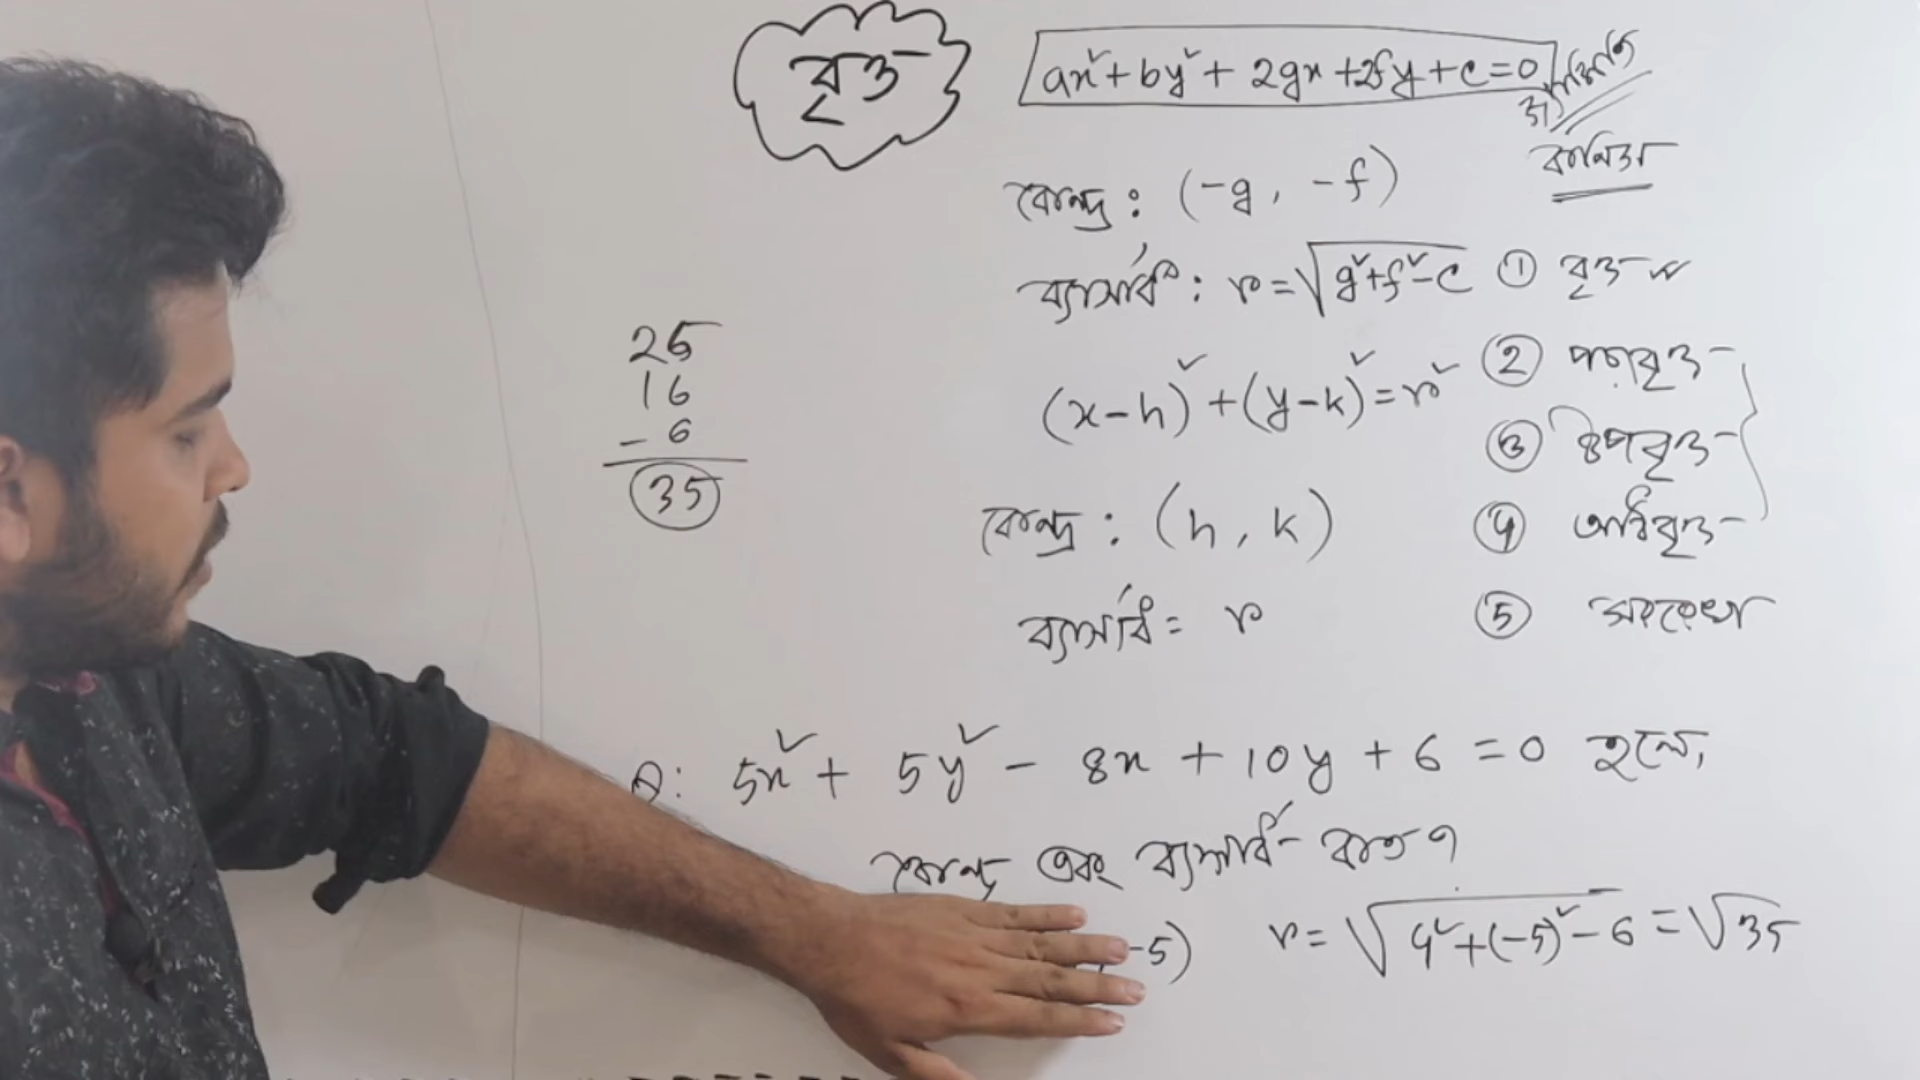 বৃত্ত
ax²+by²+2gx+2fy+c=0
জ্যামিতি
কনিক
কেন্দ্র : (-g, -f)
ব্যাসার্ধ : r=√g²+f²-c
(x-h)²+(y-k)²=r²
কেন্দ্র : (h, k)
ব্যাসার্ধ = r
① বৃত্ত
② পরাবৃত্ত
③ উপবৃত্ত
④ অধিবৃত্ত
⑤ সরলরেখা
25
16
-6
35
Q: 5x²+ 5y² - 8x + 10y + 6 = 0 হলে,
কেন্দ্র এবং ব্যাসার্ধ কত?
, -5) r= √4²+(-5)²-6 = √35